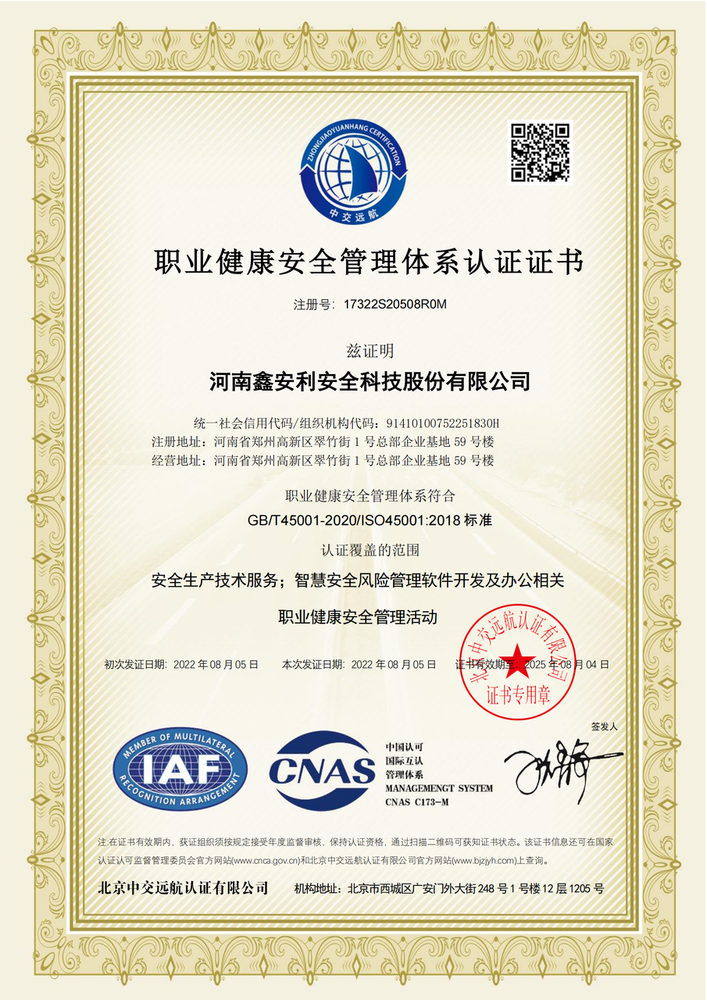 ZHONGJIAOYUANHANG CERTIFICATION
中交远航
职业健康安全管理体系认证证书
注册号：17322S20508R0M
兹证明
河南鑫安利安全科技股份有限公司
统一社会信用代码/组织机构代码：91410100752251830H
注册地址：河南省郑州高新区翠竹街 1 号总部企业基地 59 号楼
经营地址：河南省郑州高新区翠竹街 1 号总部企业基地 59 号楼
职业健康安全管理体系符合
GB/T45001-2020/ISO45001:2018 标准
认证覆盖的范围
安全生产技术服务；智慧安全风险管理软件开发及办公相关
职业健康安全管理活动
初次发证日期：2022 年 08 月 05 日 本次发证日期：2022 年 08 月 05 日 证书有效期至：2025 年 08 月 04 日
北京中交远航认证有限公司
证书专用章
签发人
MEMBER OF MULTILATERAL
IAF
RECOGNITION ARRANGEMENT
CNAS
中国认可
国际互认
管理体系
MANAGEMENGT SYSTEM
CNAS C173-M
注:在证书有效期内，获证组织须按规定接受年度监督审核，保持认证资格，通过扫描二维码可获知证书状态。该证书信息还可在国家
认证认可监督管理委员会官方网站(www.cnca.gov.cn)和北京中交远航认证有限公司官方网站(www.bjzjyh.com)上查询。
北京中交远航认证有限公司 机构地址：北京市西城区广安门外大街 248 号 1 号楼 12 层 1205 号